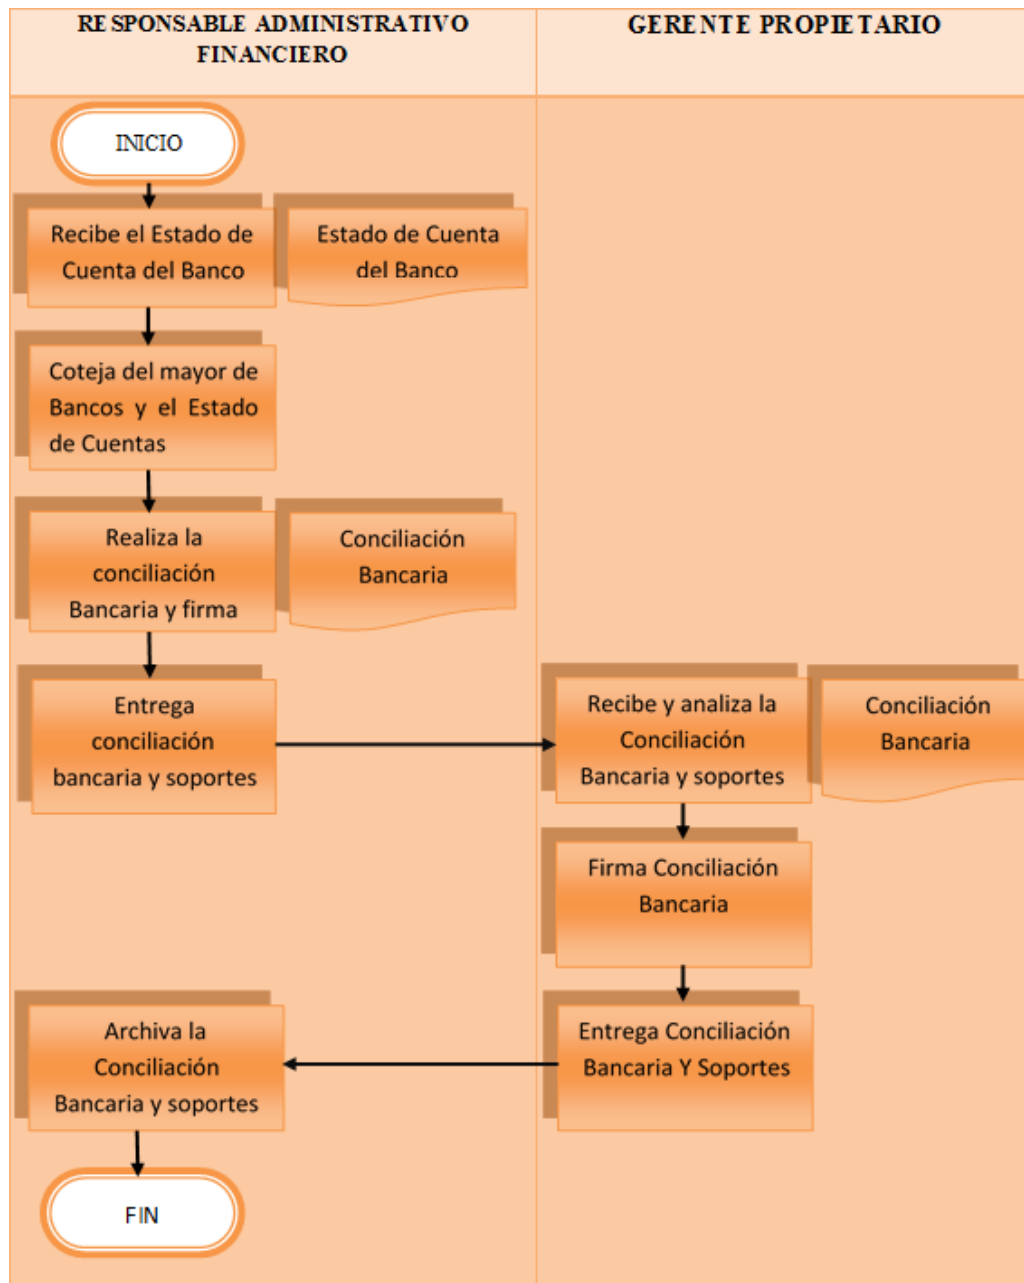 RESPONSABLE ADMINISTRATIVO
FINANCIERO
GERENTE PROPIETARIO
INICIO
Recibe el Estado de
Cuenta del Banco
Estado de Cuenta
del Banco
Coteja del mayor de
Bancos y el Estado
de Cuentas
Realiza la
conciliación
Bancaria y firma
Conciliación
Bancaria
Entrega
conciliación
bancaria y soportes
Recibe y analiza la
Conciliación
Bancaria y soportes
Conciliación
Bancaria
Firma Conciliación
Bancaria
Entrega Conciliación
Bancaria Y Soportes
Archiva la
Conciliación
Bancaria y soportes
FIN